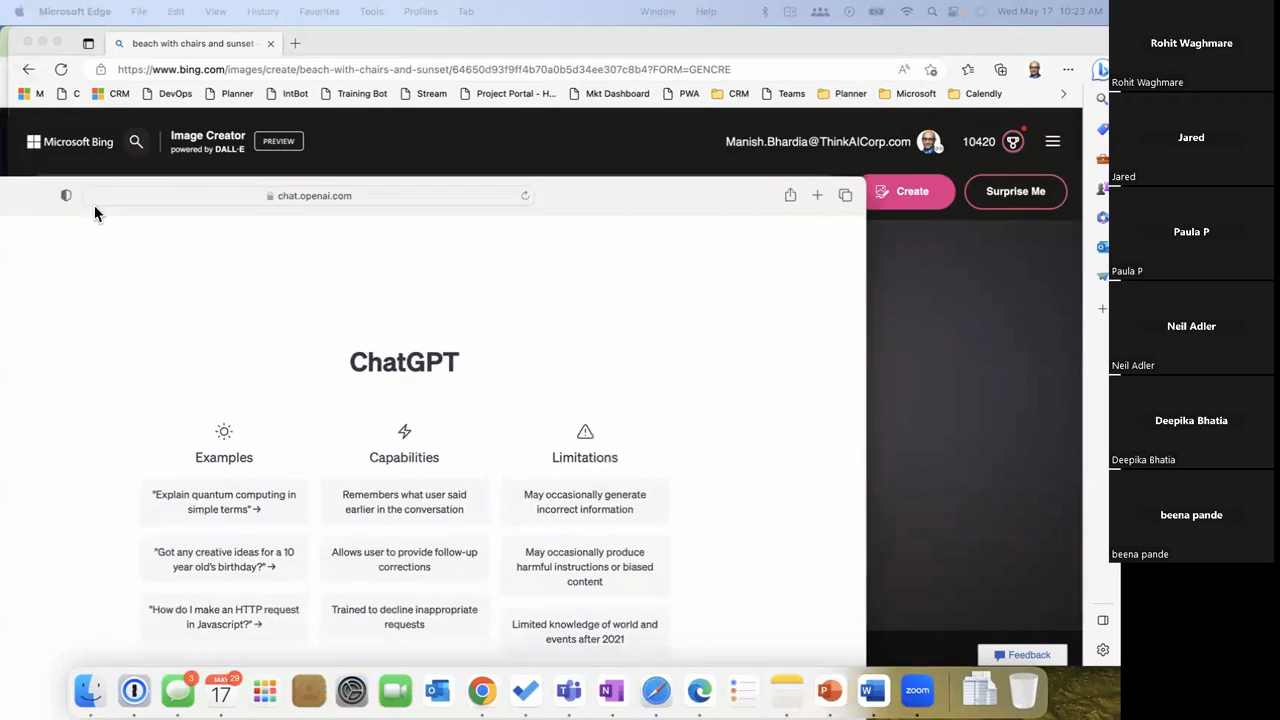 Microsoft Edge File Edit View History Favorites Tools Profiles Tab Window Help Wed May 17 10:23 AM
beach with chairs and sunset -
https://www.bing.com/images/create/beach-with-chairs-and-sunset/64650d93f9ff4b70a0b5d34ee307c8b4?FORM=GENCRE
M C CRM DevOps Planner IntBot Training Bot UserStream Project Portal - H... Mkt Dashboard PWA CRM Teams Planner Microsoft Calendly
Microsoft Bing
Image Creator
powered by DALL·E
PREVIEW
Manish.Bhardia@ThinkAICorp.com
10420
Create
Surprise Me
chat.openai.com
ChatGPT
Examples
"Explain quantum computing in
simple terms" →
"Got any creative ideas for a 10
year old's birthday?" →
"How do I make an HTTP request
in Javascript?" →
Capabilities
Remembers what user said
earlier in the conversation
Allows user to provide follow-up
corrections
Trained to decline inappropriate
requests
Limitations
May occasionally generate
incorrect information
May occasionally produce
harmful instructions or biased
content
Limited knowledge of world and
events after 2021
Feedback
3
MAY
29
17
zoom
Rohit Waghmare
Rohit Waghmare
Jared
Jared
Paula P
Paula P
Neil Adler
Neil Adler
Deepika Bhatia
Deepika Bhatia
beena pande
beena pande